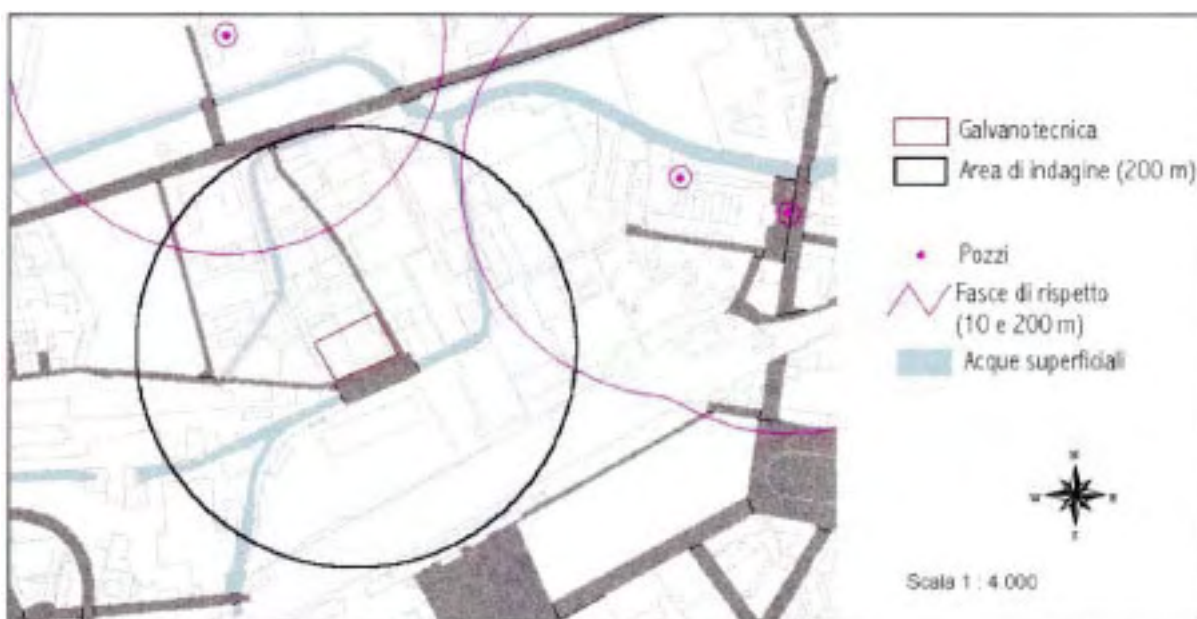 Galvanotecnica
Area di indagine (200 m)
Pozzi
Fasce di rispetto
(10 e 200 m)
Acque superficiali
Scala 1 : 4.000